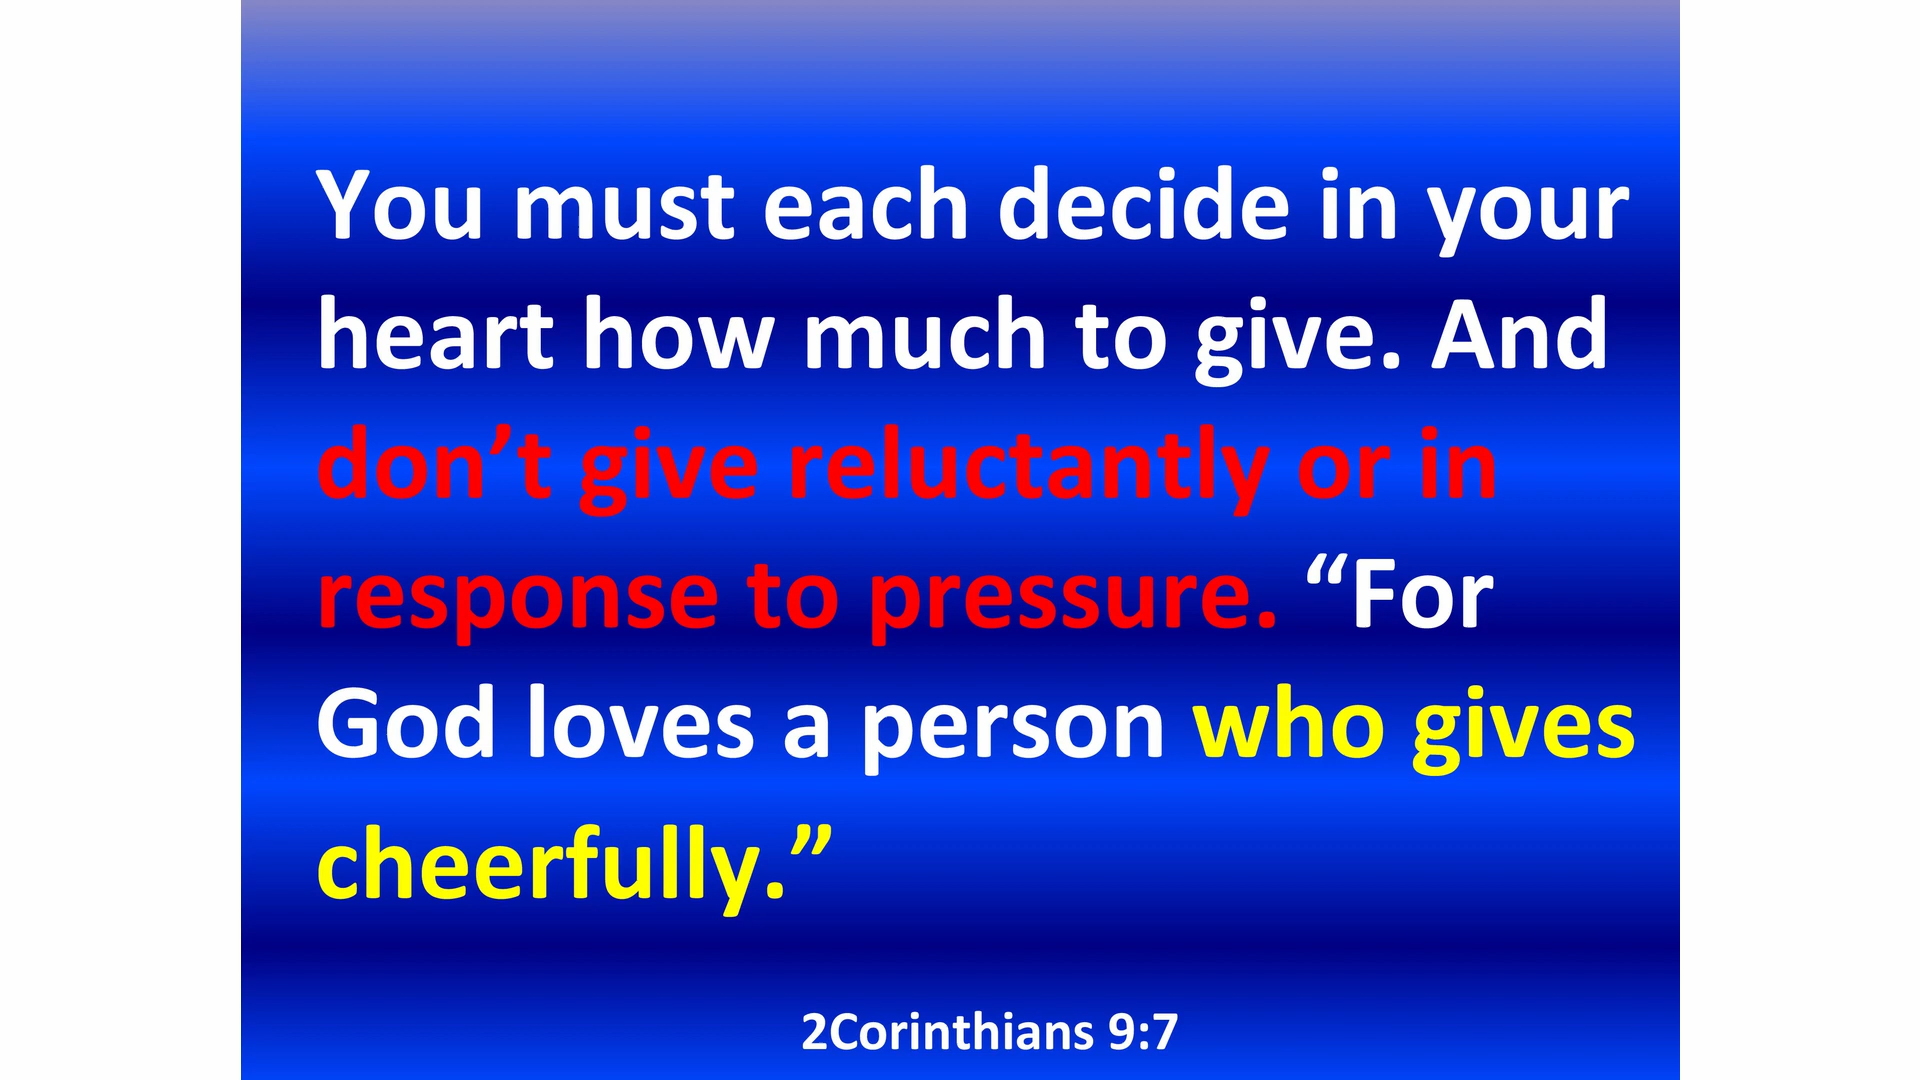 You must each decide in your
heart how much to give. And
don’t give reluctantly or in
response to pressure. “For
God loves a person who gives
cheerfully.”
2Corinthians 9:7